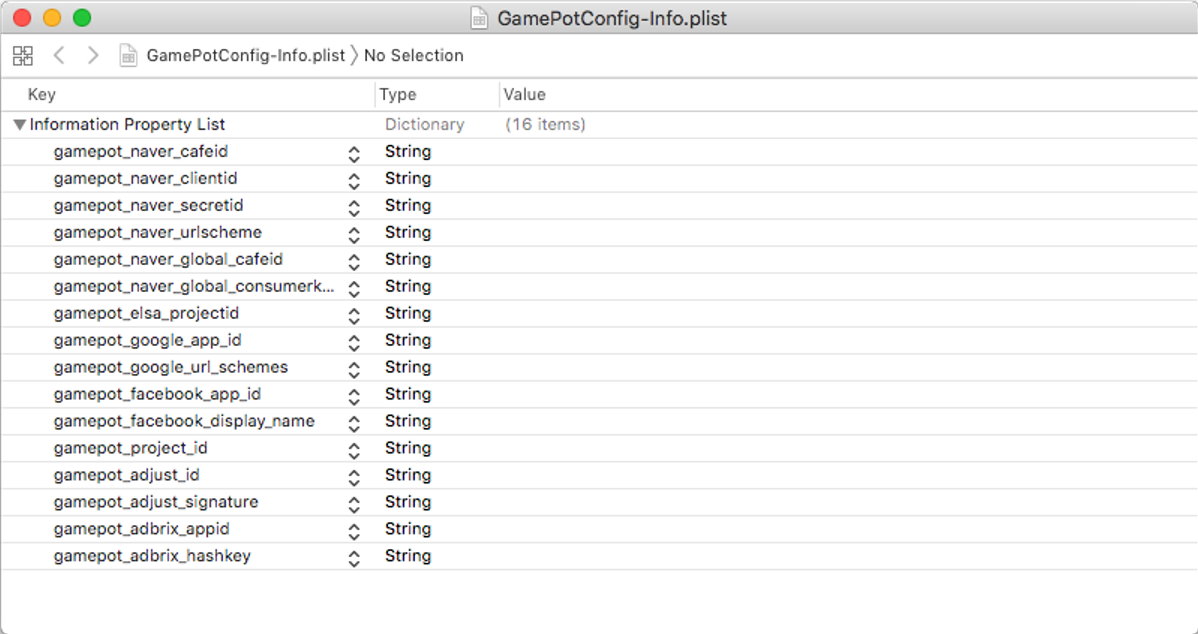 GamePotConfig-Info.plist
GamePotConfig-Info.plist 〉 No Selection
Key Type Value
Information Property List Dictionary (16 items)
gamepot_naver_cafeid String
gamepot_naver_clientid String
gamepot_naver_secretid String
gamepot_naver_urlscheme String
gamepot_naver_global_cafeid String
gamepot_naver_global_consumerk... String
gamepot_elsa_projectid String
gamepot_google_app_id String
gamepot_google_url_schemes String
gamepot_facebook_app_id String
gamepot_facebook_display_name String
gamepot_project_id String
gamepot_adjust_id String
gamepot_adjust_signature String
gamepot_adbrix_appid String
gamepot_adbrix_hashkey String